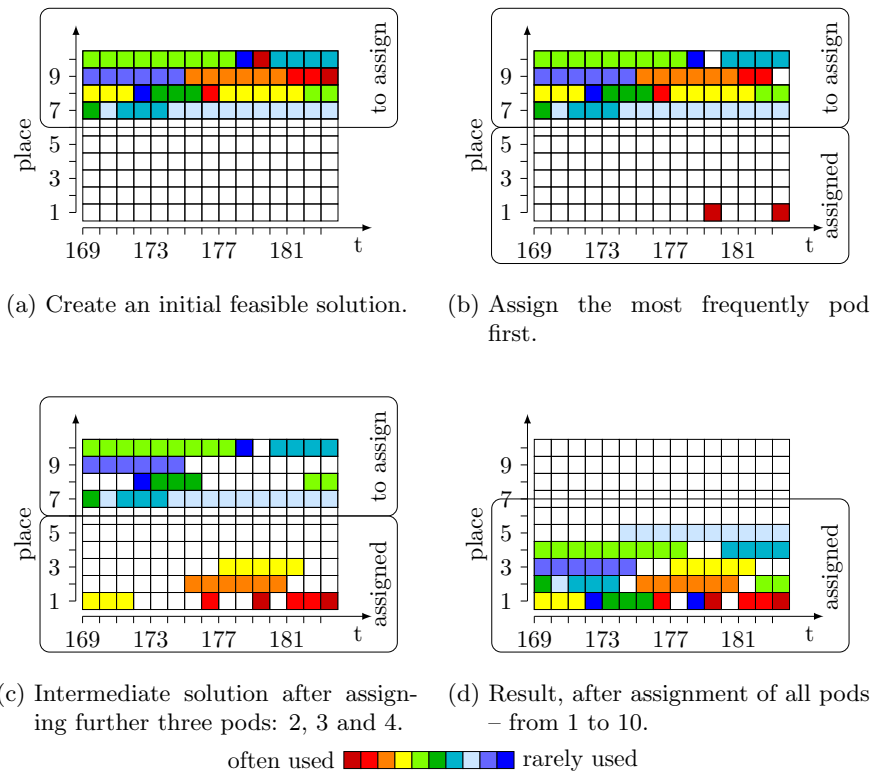 to assign
9
7
5
3
1
place
169 173 177 181 t
(a) Create an initial feasible solution.
to assign
9
7
5
3
1
place
assigned
169 173 177 181 t
(b) Assign the most frequently pod
first.
to assign
9
7
5
3
1
place
assigned
169 173 177 181 t
(c) Intermediate solution after assign-
ing further three pods: 2, 3 and 4.
9
7
5
3
1
place
assigned
169 173 177 181 t
(d) Result, after assignment of all pods
– from 1 to 10.
often used rarely used